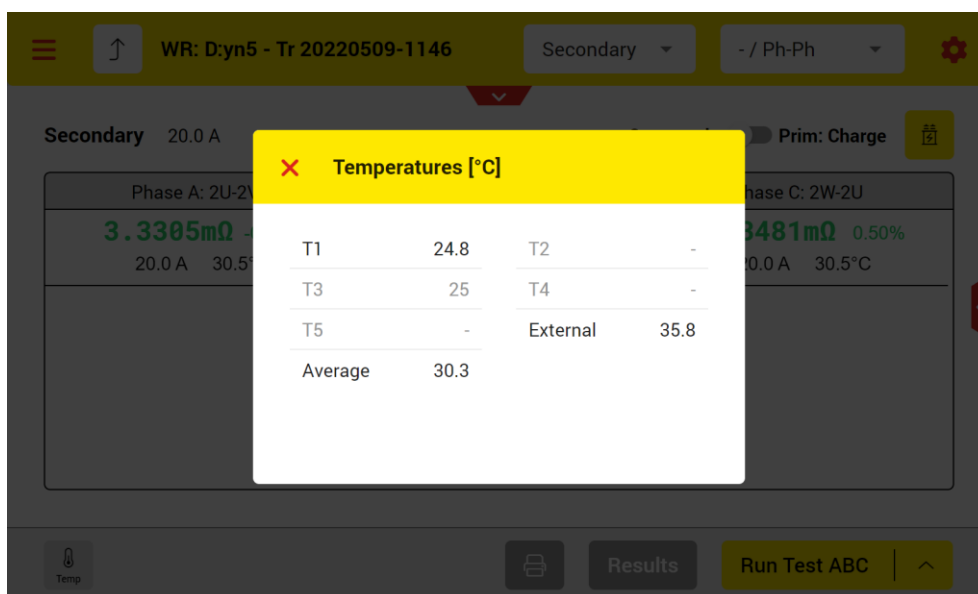 WR: D:yn5 - Tr 20220509-1146 Secondary - / Ph-Ph
Secondary 20.0 A Prim: Charge
Temperatures [°C]
Phase A: 2U-2 hase C: 2W-2U
3.3305mΩ 3481mΩ 0.50%
20.0 A 30.5° 0.0 A 30.5°C
T1 24.8 T2 -
T3 25 T4 -
T5 - External 35.8
Average 30.3
Temp Results Run Test ABC